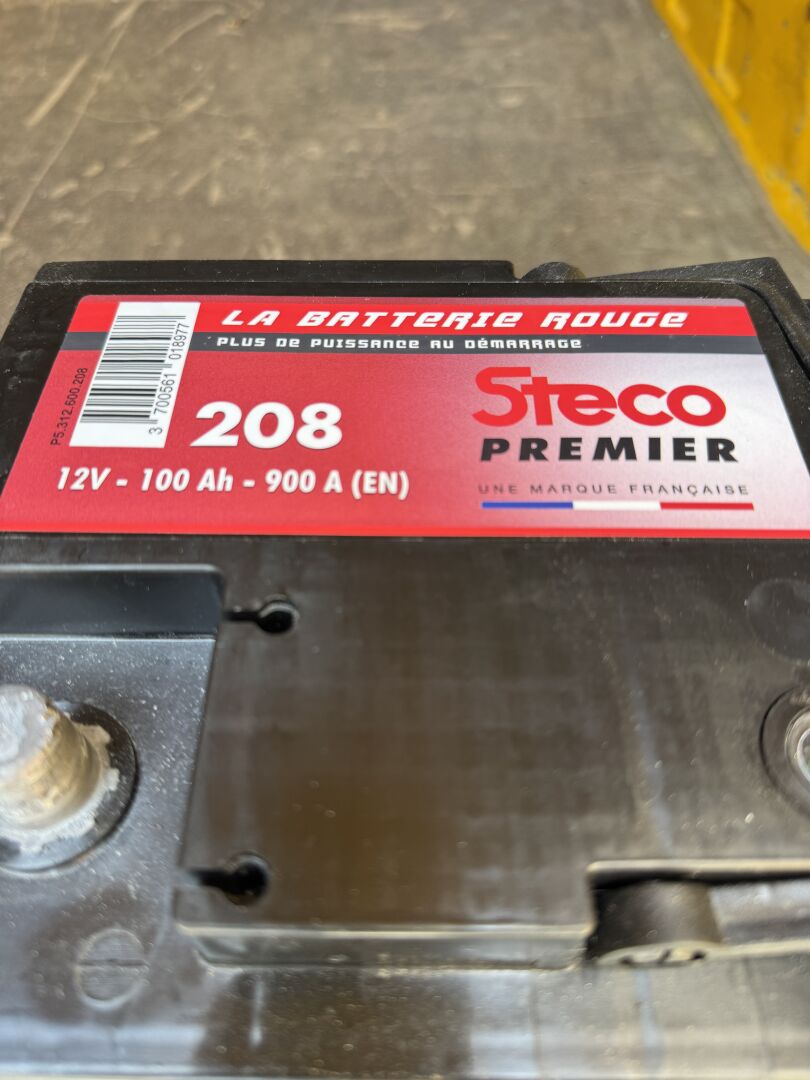 LA BATTERIE ROUGE
PLUS DE PUISSANCE AU DÉMARRAGE
P5.312.600.208
3 700561 018977
208
12V - 100 Ah - 900 A (EN)
Steco
PREMIER
UNE MARQUE FRANÇAISE